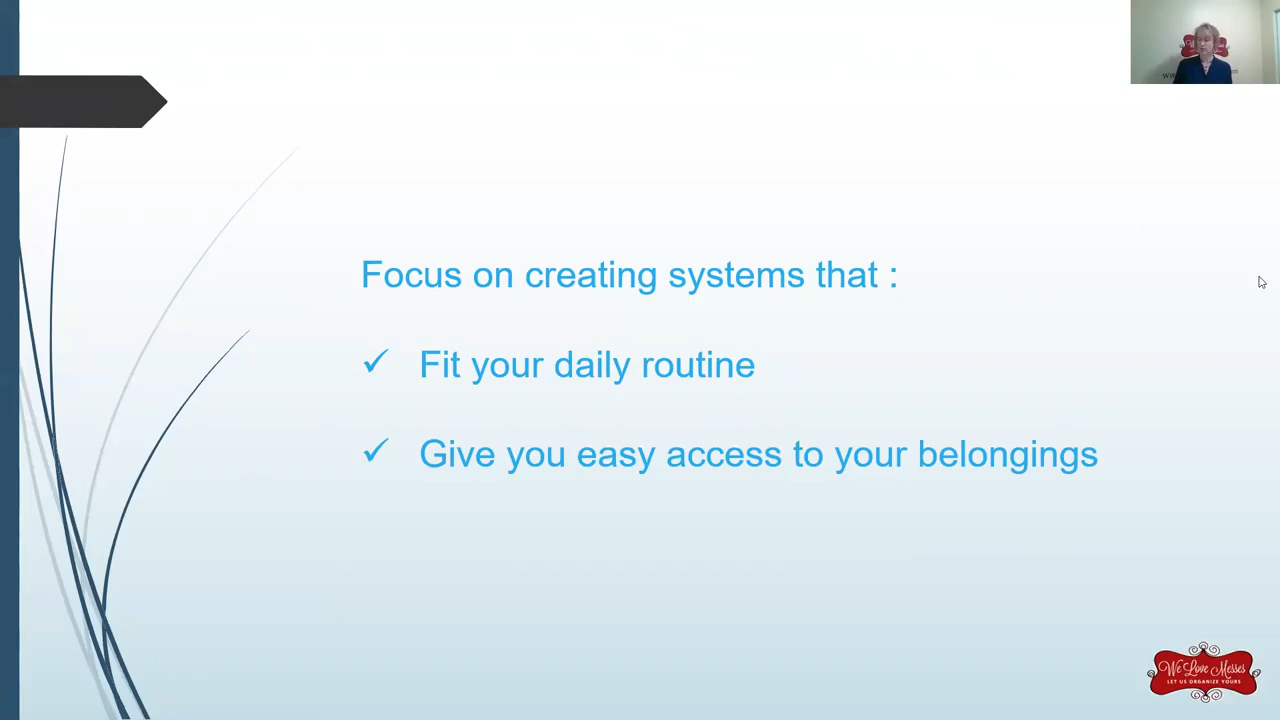 Focus on creating systems that :
✓ Fit your daily routine
✓ Give you easy access to your belongings
We Love Messes
LET US ORGANIZE YOURS